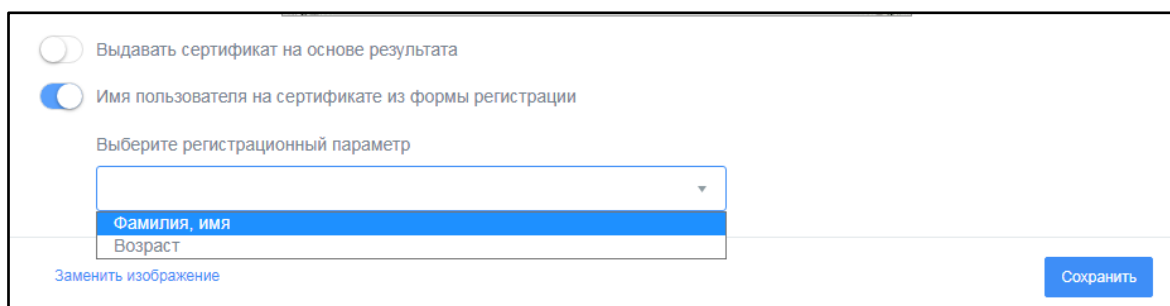 Выдавать сертификат на основе результата
Имя пользователя на сертификате из формы регистрации
Выберите регистрационный параметр
Фамилия, имя
Возраст
Заменить изображение
Сохранить